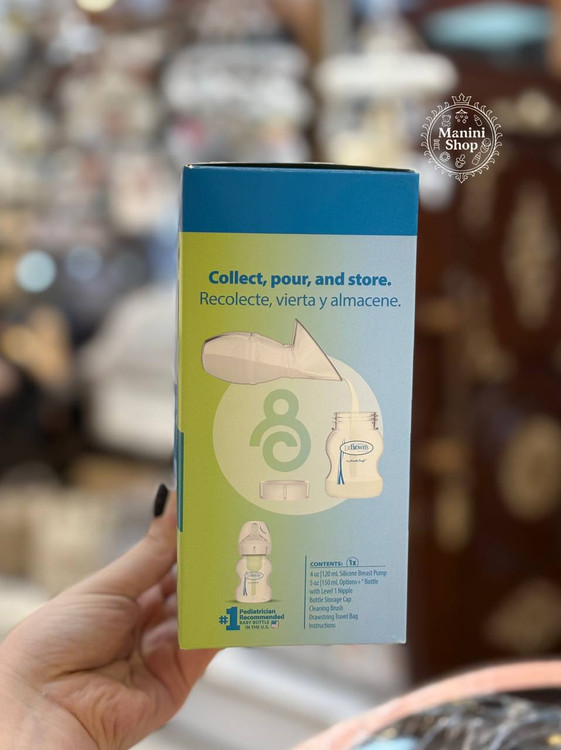 Manini
Shop
Collect, pour, and store.
Recolecte, vierta y almacene.
Dr Brown's
CONTENTS: 1x
4 oz | 120 mL Silicone Breast Pump
5 oz | 150 mL Options+™ Bottle
with Level 1 Nipple
Bottle Storage Cap
Cleaning Brush
Drawstring Travel Bag
Instructions
#1 Pediatrician
Recommended
BABY BOTTLE
IN THE U.S.